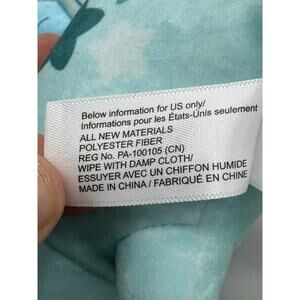 Below information for US only/
Informations pour les États-Unis seulement
ALL NEW MATERIALS
POLYESTER FIBER
REG No. PA-100105 (CN)
WIPE WITH DAMP CLOTH/
ESSUYER AVEC UN CHIFFON HUMIDE
MADE IN CHINA / FABRIQUÉ EN CHINE